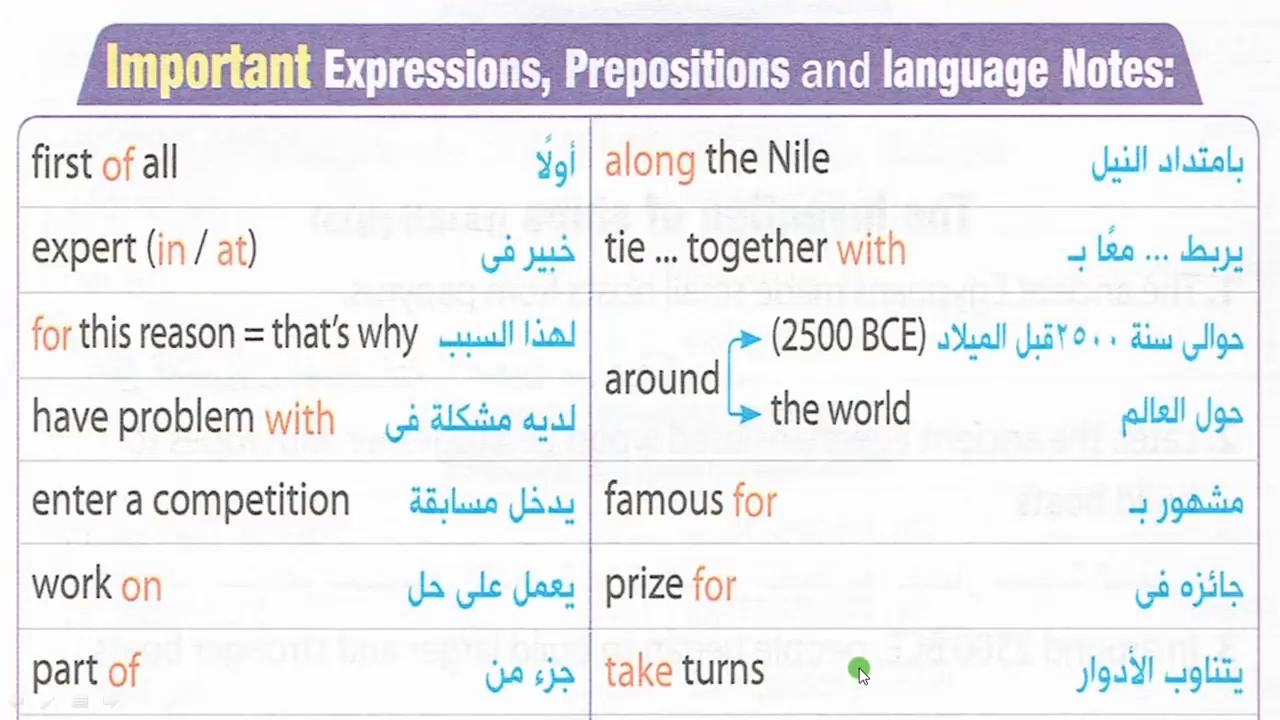 Important Expressions, Prepositions and language Notes:
first of all أولًا
along the Nile بامتداد النيل
expert (in / at) خبير فى
tie ... together with يربط ... معًا بـ
for this reason = that's why لهذا السبب
around
(2500 BCE) حوالى سنة ٢٥٠٠ قبل الميلاد
the world حول العالم
have problem with لديه مشكلة فى
enter a competition يدخل مسابقة
famous for مشهور بـ
work on يعمل على حل
prize for جائزه فى
part of جزء من
take turns يتناوب الأدوار